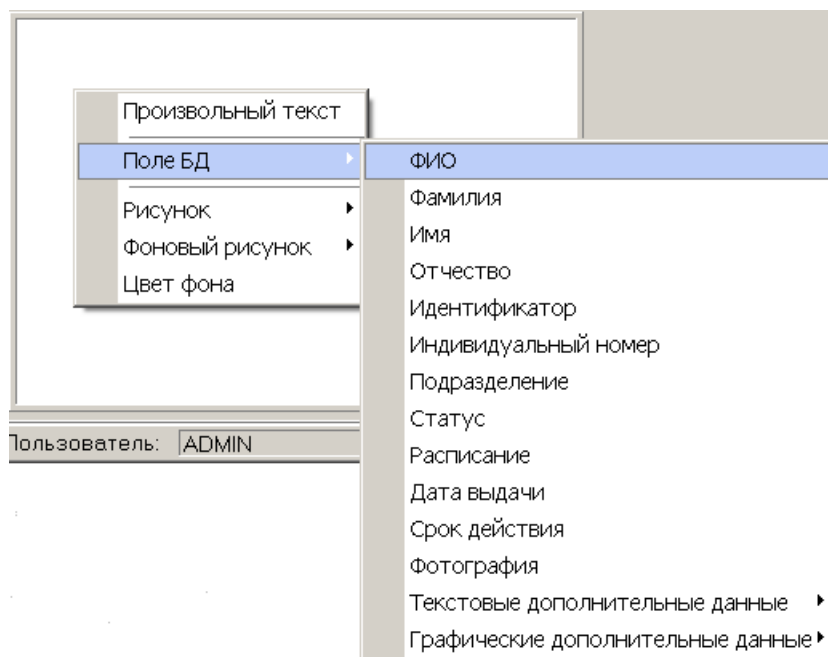 Произвольный текст
Поле БД
Рисунок
Фоновый рисунок
Цвет фона
ФИО
Фамилия
Имя
Отчество
Идентификатор
Индивидуальный номер
Подразделение
Статус
Расписание
Дата выдачи
Срок действия
Фотография
Текстовые дополнительные данные
Графические дополнительные данные
Пользователь: ADMIN